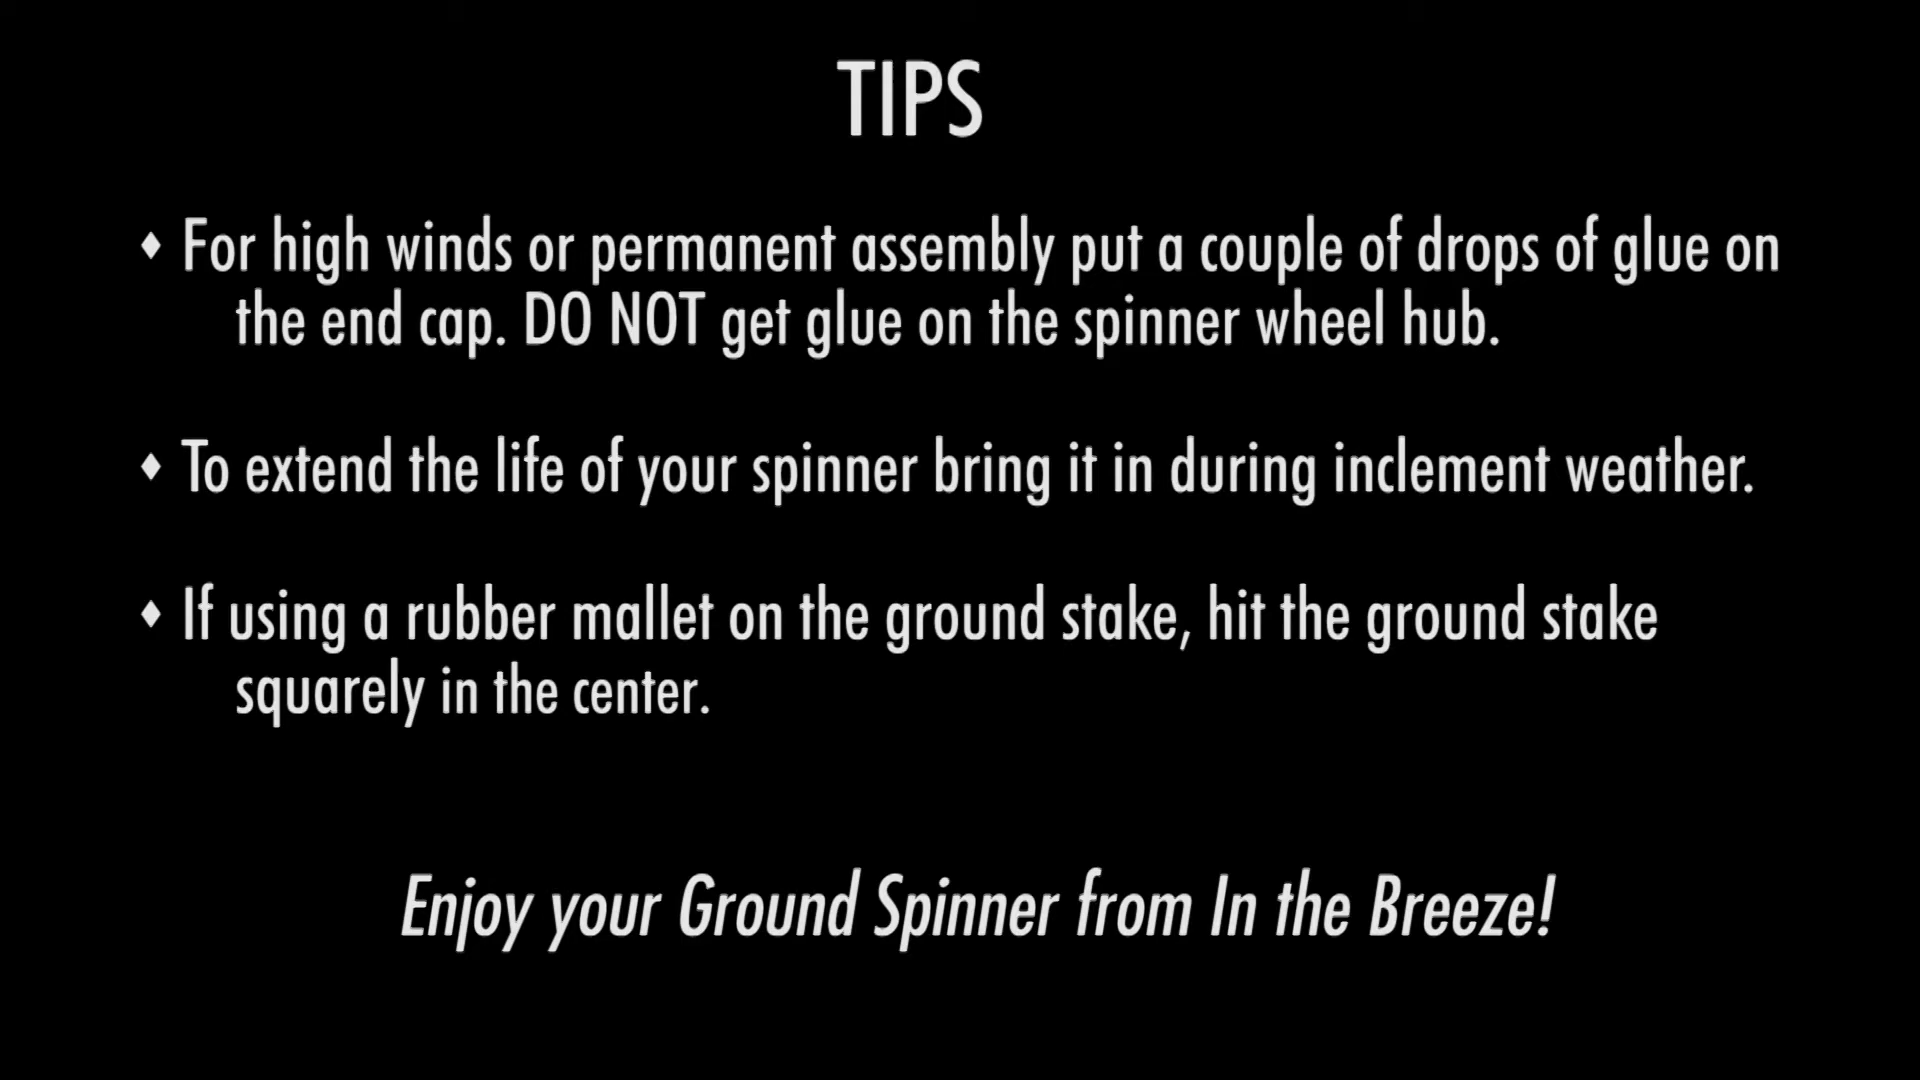 TIPS
♦ For high winds or permanent assembly put a couple of drops of glue on
the end cap. DO NOT get glue on the spinner wheel hub.
♦ To extend the life of your spinner bring it in during inclement weather.
♦ If using a rubber mallet on the ground stake, hit the ground stake
squarely in the center.
Enjoy your Ground Spinner from In the Breeze!